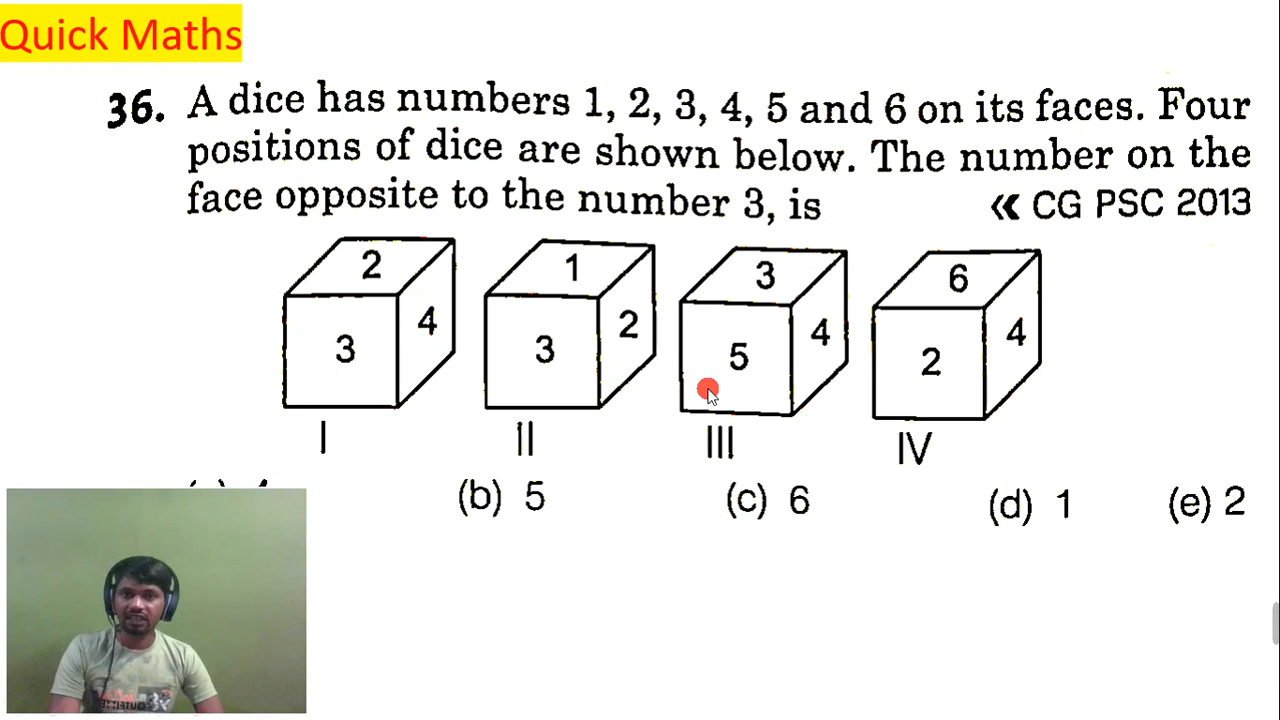 Quick Maths
36. A dice has numbers 1, 2, 3, 4, 5 and 6 on its faces. Four
positions of dice are shown below. The number on the
face opposite to the number 3, is « CG PSC 2013
2 1 3 6
3 4 3 2 5 4 2 4
I II III IV
(b) 5 (c) 6 (d) 1 (e) 2